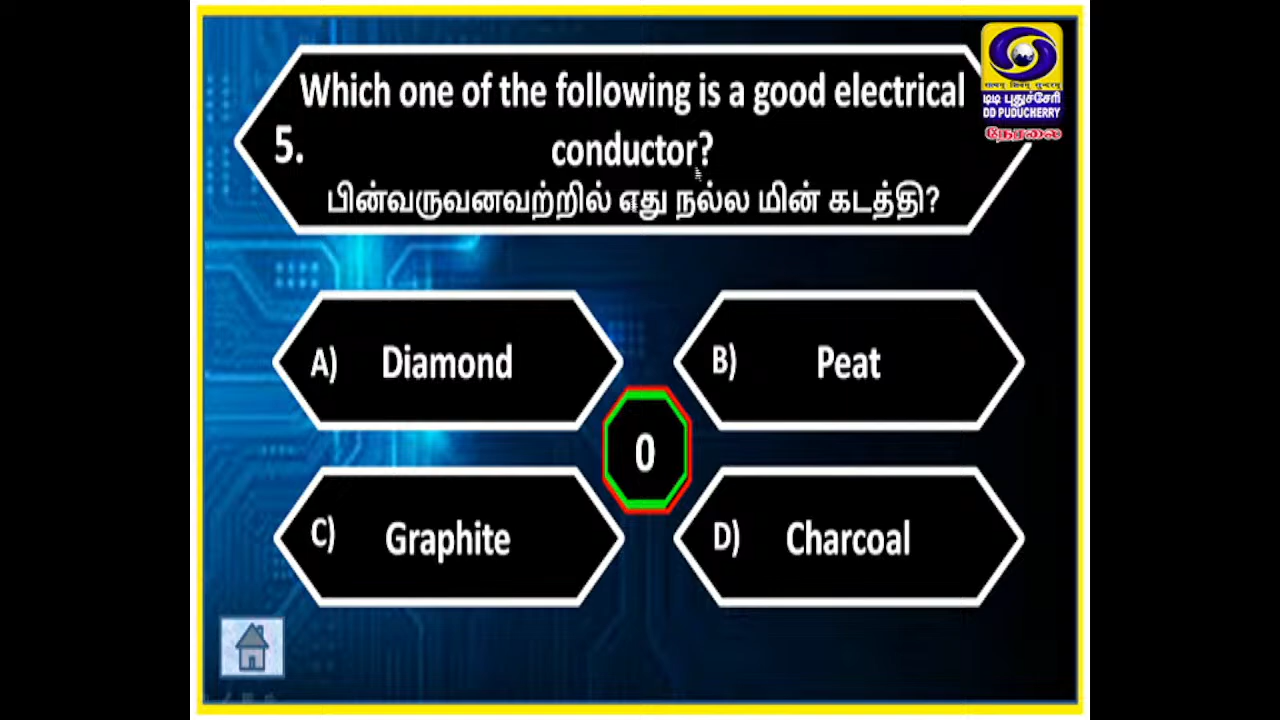 Which one of the following is a good electrical
5.
conductor?
பின்வருவனவற்றில் எது நல்ல மின் கடத்தி?
டிடி புதுச்சேரி
DD PUDUCHERRY
நேரலை
A) Diamond
B) Peat
0
C) Graphite
D) Charcoal